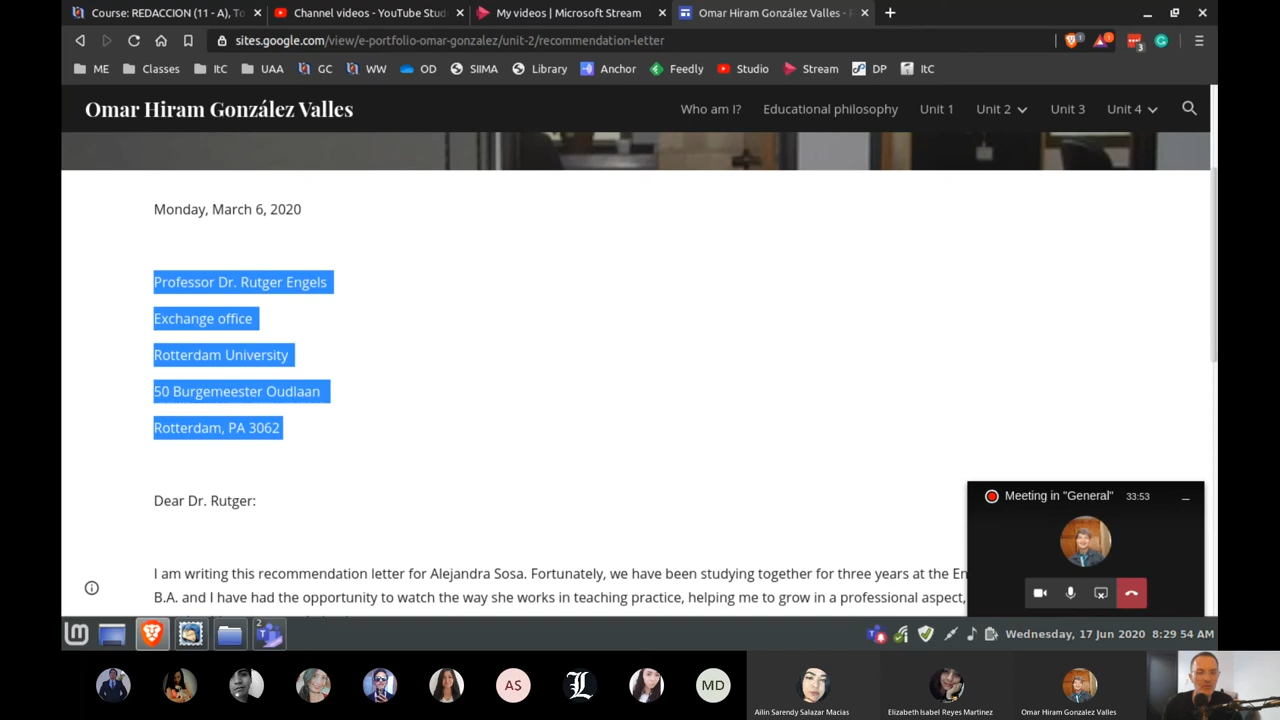 Course: REDACCION (11 - A), To
Channel videos - YouTube Stud
My videos | Microsoft Stream
Omar Hiram González Valles -
sites.google.com/view/e-portfolio-omar-gonzalez/unit-2/recommendation-letter
1
1
3
ME
Classes
ItC
UAA
GC
WW
OD
SIIMA
Library
Anchor
Feedly
Studio
Stream
DP
ItC
Omar Hiram González Valles
Who am I?
Educational philosophy
Unit 1
Unit 2
Unit 3
Unit 4
Monday, March 6, 2020
Professor Dr. Rutger Engels
Exchange office
Rotterdam University
50 Burgemeester Oudlaan
Rotterdam, PA 3062
Dear Dr. Rutger:
Meeting in "General"
33:53
I am writing this recommendation letter for Alejandra Sosa. Fortunately, we have been studying together for three years at the
B.A. and I have had the opportunity to watch the way she works in teaching practice, helping me to grow in a professional aspect,
2
Wednesday, 17 Jun 2020 8:29:54 AM
AS
L
MD
Ailin Sarendy Salazar Macias
Elizabeth Isabel Reyes Martinez
Omar Hiram Gonzalez Valles